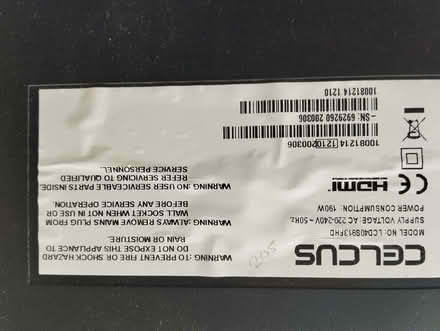 CELCUS
MODEL NO: LCD40S913FHD
SUPPLY VOLTAGE: AC 220-240V ~ 50Hz
POWER CONSUMPTION : 190W
CE HDMI
WARNING :TO PREVENT FIRE OR SHOCK HAZARD
DO NOT EXPOSE THIS APPLIANCE TO
RAIN OR MOISTURE.
WARNING :ALWAYS REMOVE MAINS PLUG FROM
WALL SOCKET WHEN NOT IN USE OR
BEFORE ANY SERVICE OPERATION.
WARNING :NO USER SERVICEABLE PARTS INSIDE.
REFER SERVICING TO QUALIFIED
SERVICE PERSONNEL.
10081214 1210 200306
SN: 6929260 200306
10081214 1210